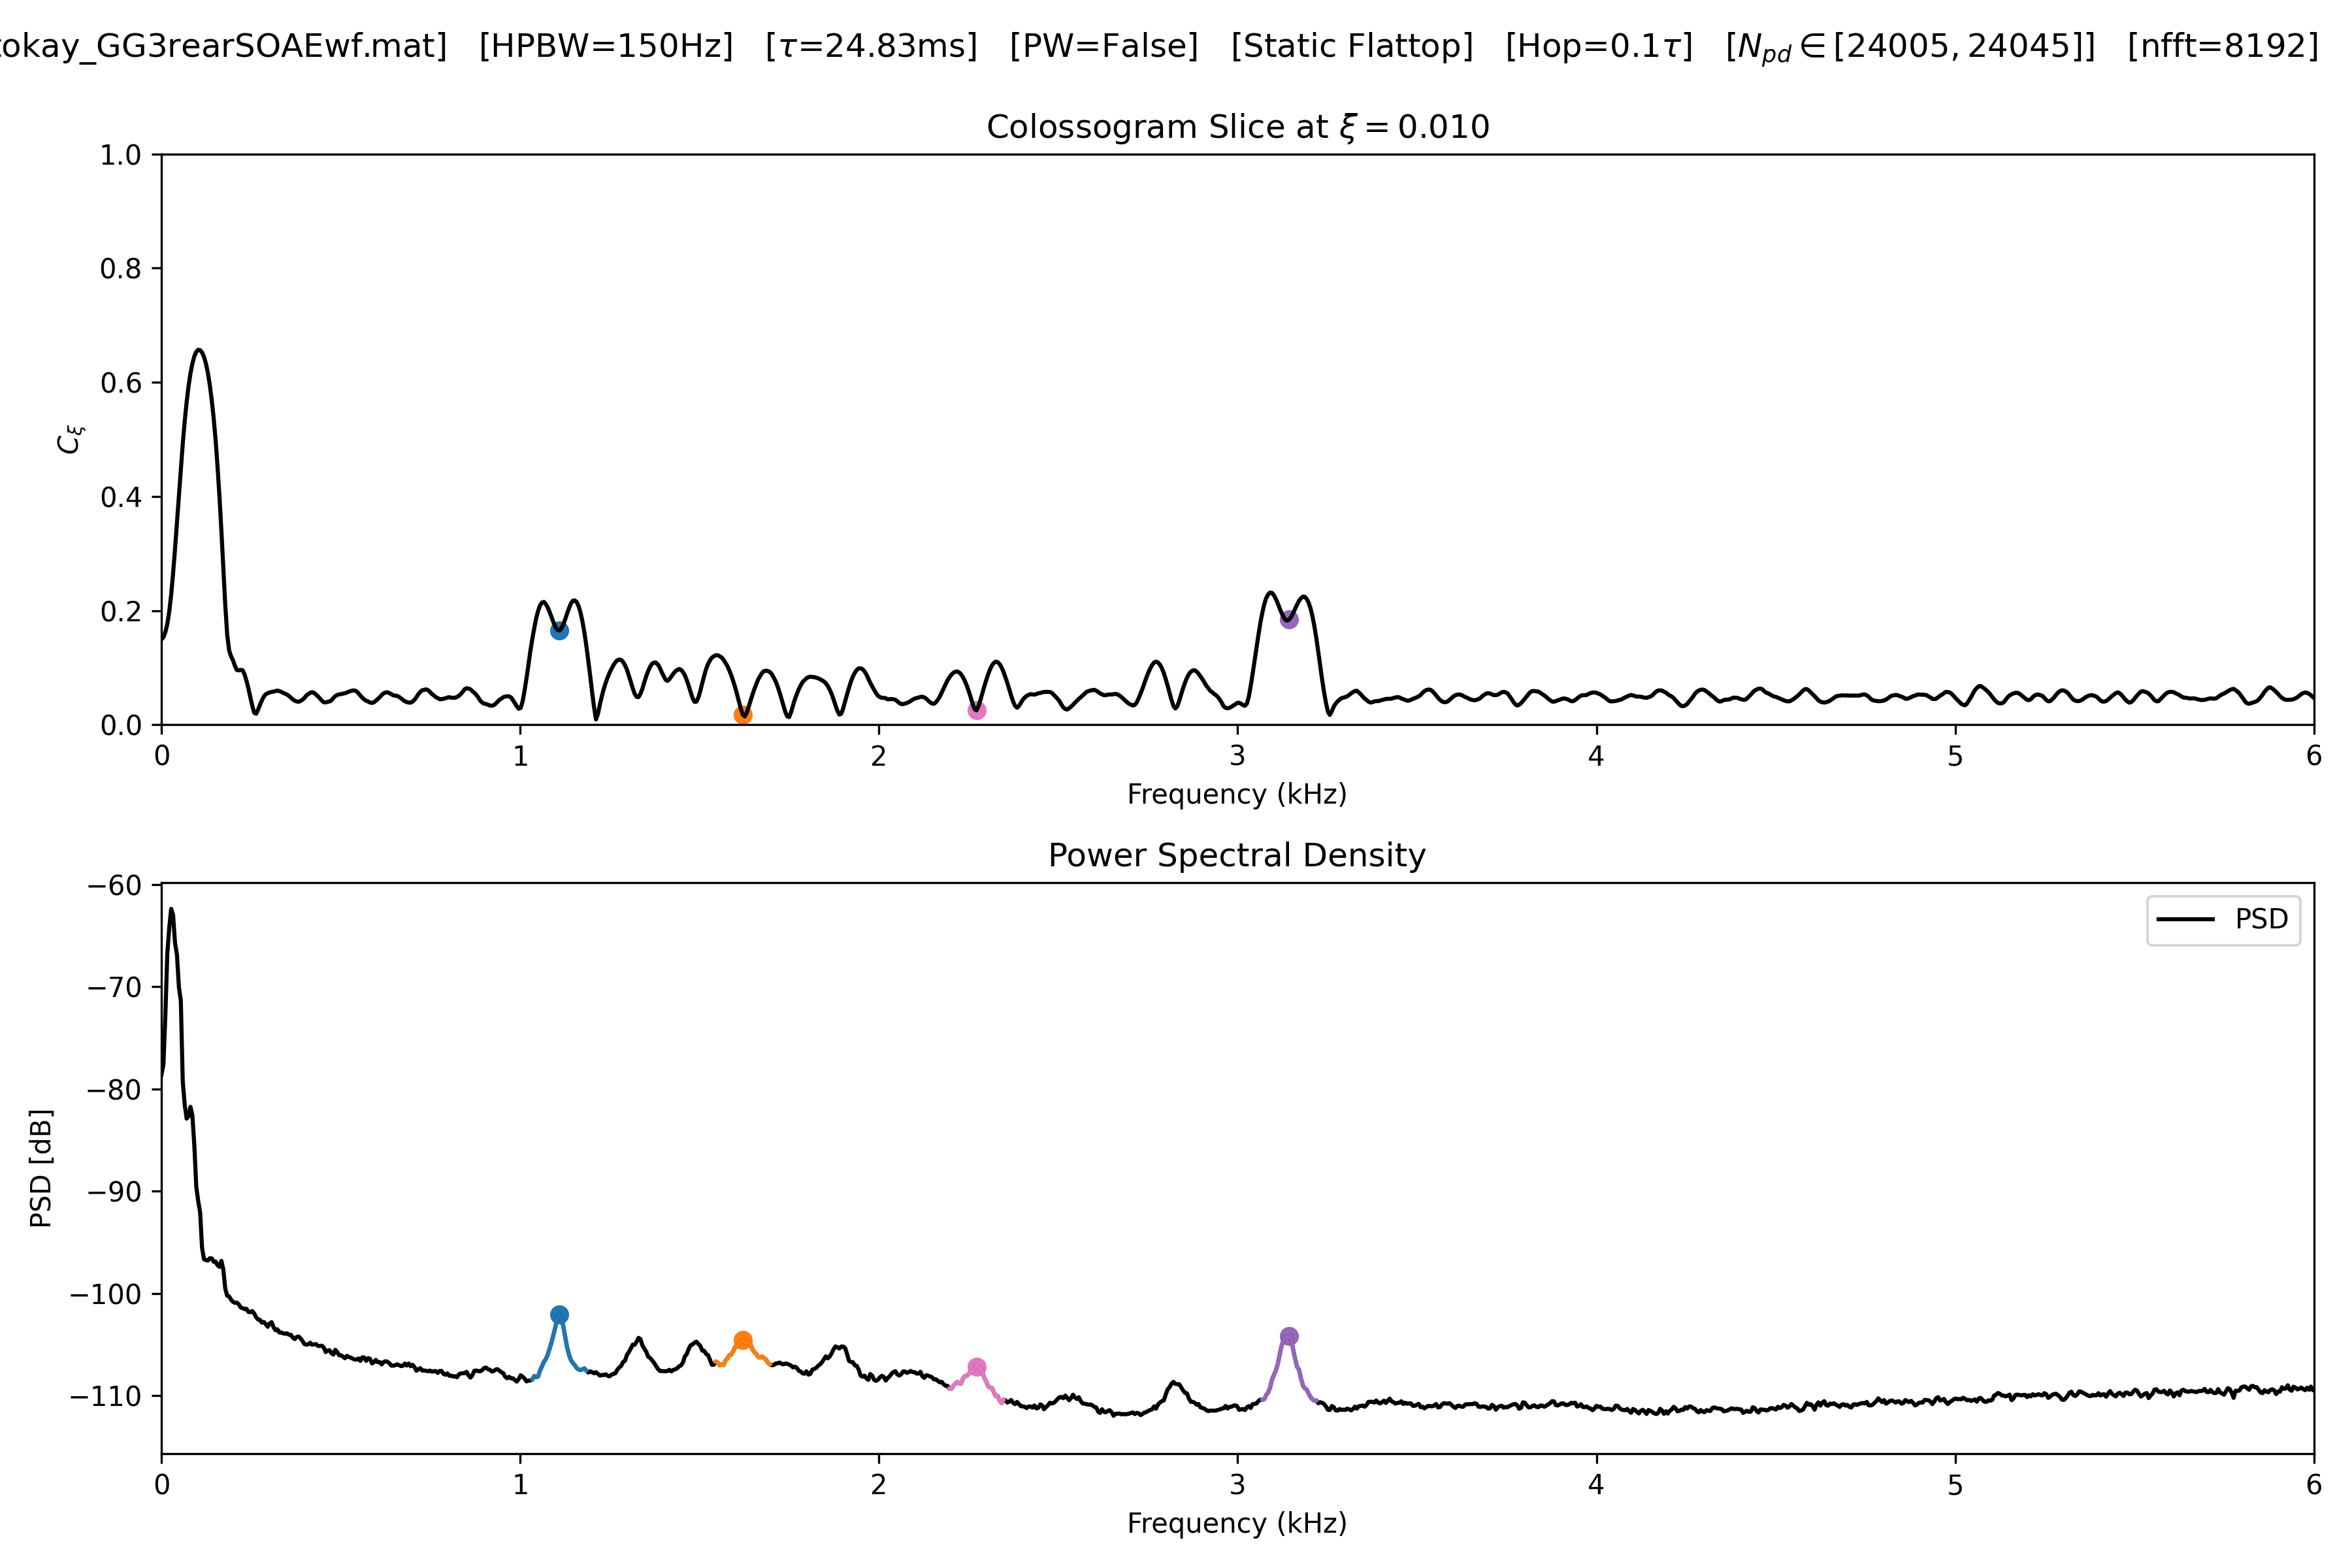 okay_GG3rearSOAEwf.mat] [HPBW=150Hz] [τ=24.83ms] [PW=False] [Static Flattop] [Hop=0.1τ] [N_pd ∈ [24005, 24045]] [nfft=8192]
Colossogram Slice at ξ = 0.010
1.0
0.8
0.6
0.4
0.2
0.0
C_ξ
0 1 2 3 4 5 6
Frequency (kHz)
Power Spectral Density
PSD
−60
−70
−80
−90
−100
−110
PSD [dB]
0 1 2 3 4 5 6
Frequency (kHz)